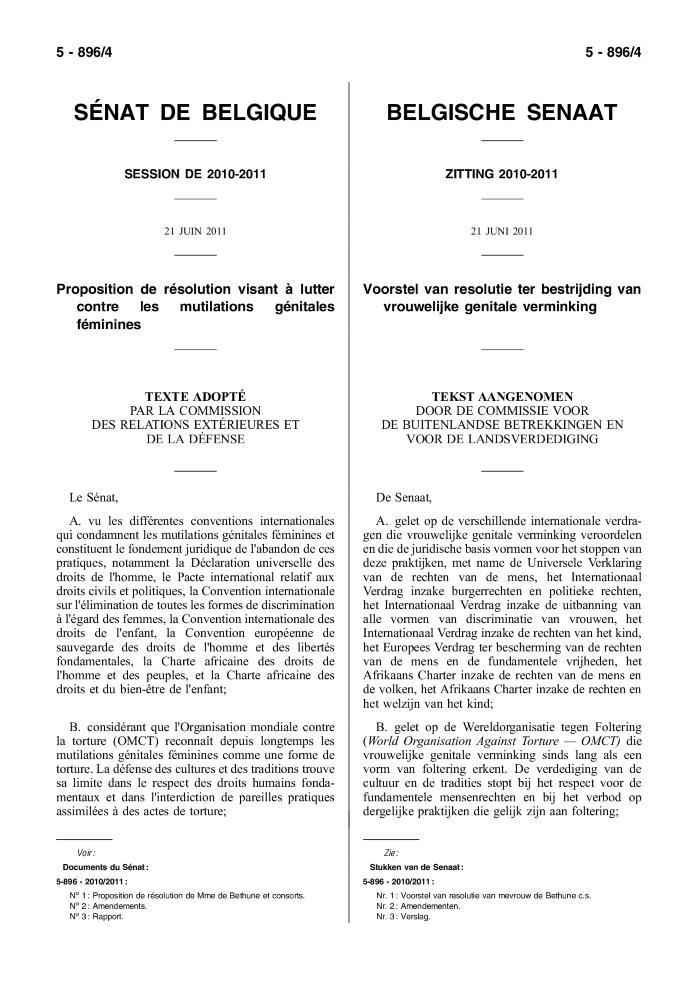 5 - 896/4
5 - 896/4
SÉNAT DE BELGIQUE
SESSION DE 2010-2011
21 JUIN 2011
Proposition de résolution visant à lutter
contre les mutilations génitales
féminines
TEXTE ADOPTÉ
PAR LA COMMISSION
DES RELATIONS EXTÉRIEURES ET
DE LA DÉFENSE
Le Sénat,
A. vu les différentes conventions internationales
qui condamnent les mutilations génitales féminines et
constituent le fondement juridique de l'abandon de ces
pratiques, notamment la Déclaration universelle des
droits de l'homme, le Pacte international relatif aux
droits civils et politiques, la Convention internationale
sur l'élimination de toutes les formes de discrimination
à l'égard des femmes, la Convention internationale des
droits de l'enfant, la Convention européenne de
sauvegarde des droits de l'homme et des libertés
fondamentales, la Charte africaine des droits de
l'homme et des peuples, et la Charte africaine des
droits et du bien-être de l'enfant;
B. considérant que l'Organisation mondiale contre
la torture (OMCT) reconnaît depuis longtemps les
mutilations génitales féminines comme une forme de
torture. La défense des cultures et des traditions trouve
sa limite dans le respect des droits humains fonda-
mentaux et dans l'interdiction de pareilles pratiques
assimilées à des actes de torture;
Voir :
Documents du Sénat :
5-896 - 2010/2011 :
Nº 1 : Proposition de résolution de Mme de Bethune et consorts.
Nº 2 : Amendements.
Nº 3 : Rapport.
BELGISCHE SENAAT
ZITTING 2010-2011
21 JUNI 2011
Voorstel van resolutie ter bestrijding van
vrouwelijke genitale verminking
TEKST AANGENOMEN
DOOR DE COMMISSIE VOOR
DE BUITENLANDSE BETREKKINGEN EN
VOOR DE LANDSVERDEDIGING
De Senaat,
A. gelet op de verschillende internationale verdra-
gen die vrouwelijke genitale verminking veroordelen
en die de juridische basis vormen voor het stoppen van
deze praktijken, met name de Universele Verklaring
van de rechten van de mens, het Internationaal
Verdrag inzake burgerrechten en politieke rechten,
het Internationaal Verdrag inzake de uitbanning van
alle vormen van discriminatie van vrouwen, het
Internationaal Verdrag inzake de rechten van het kind,
het Europees Verdrag ter bescherming van de rechten
van de mens en de fundamentele vrijheden, het
Afrikaans Charter inzake de rechten van de mens en
de volken, het Afrikaans Charter inzake de rechten en
het welzijn van het kind;
B. gelet op de Wereldorganisatie tegen Foltering
(World Organisation Against Torture — OMCT) die
vrouwelijke genitale verminking sinds lang als een
vorm van foltering erkent. De verdediging van de
cultuur en de tradities stopt bij het respect voor de
fundamentele mensenrechten en bij het verbod op
dergelijke praktijken die gelijk zijn aan foltering;
Zie :
Stukken van de Senaat :
5-896 - 2010/2011 :
Nr. 1 : Voorstel van resolutie van mevrouw de Bethune c.s.
Nr. 2 : Amendementen.
Nr. 3 : Verslag.